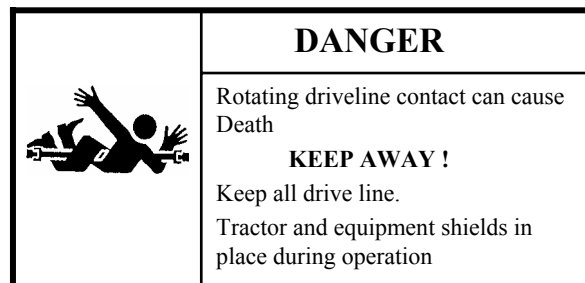 DANGER
Rotating driveline contact can cause
Death
KEEP AWAY !
Keep all drive line.
Tractor and equipment shields in
place during operation